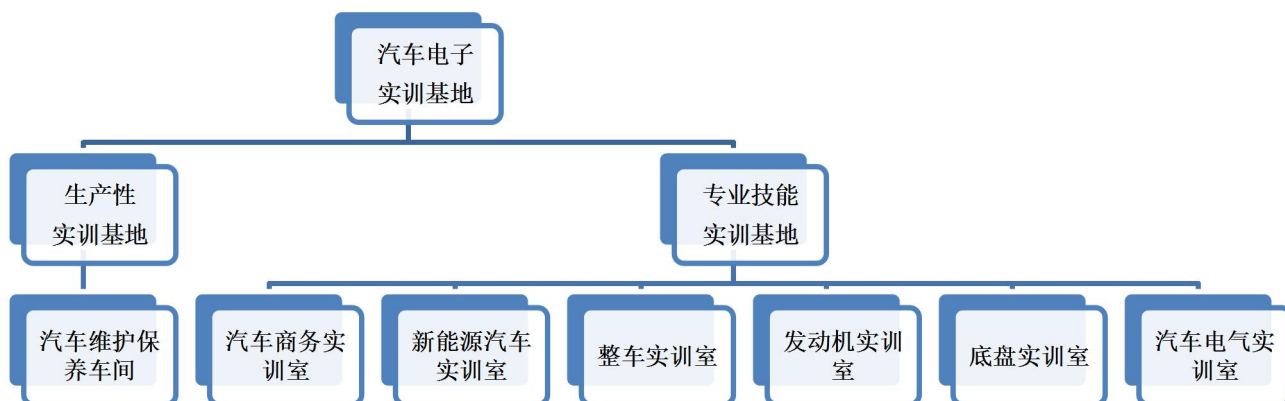 汽车电子
实训基地
生产性
实训基地
专业技能
实训基地
汽车维护保
养车间
汽车商务实
训室
新能源汽车
实训室
整车实训室
发动机实训
室
底盘实训室
汽车电气实
训室